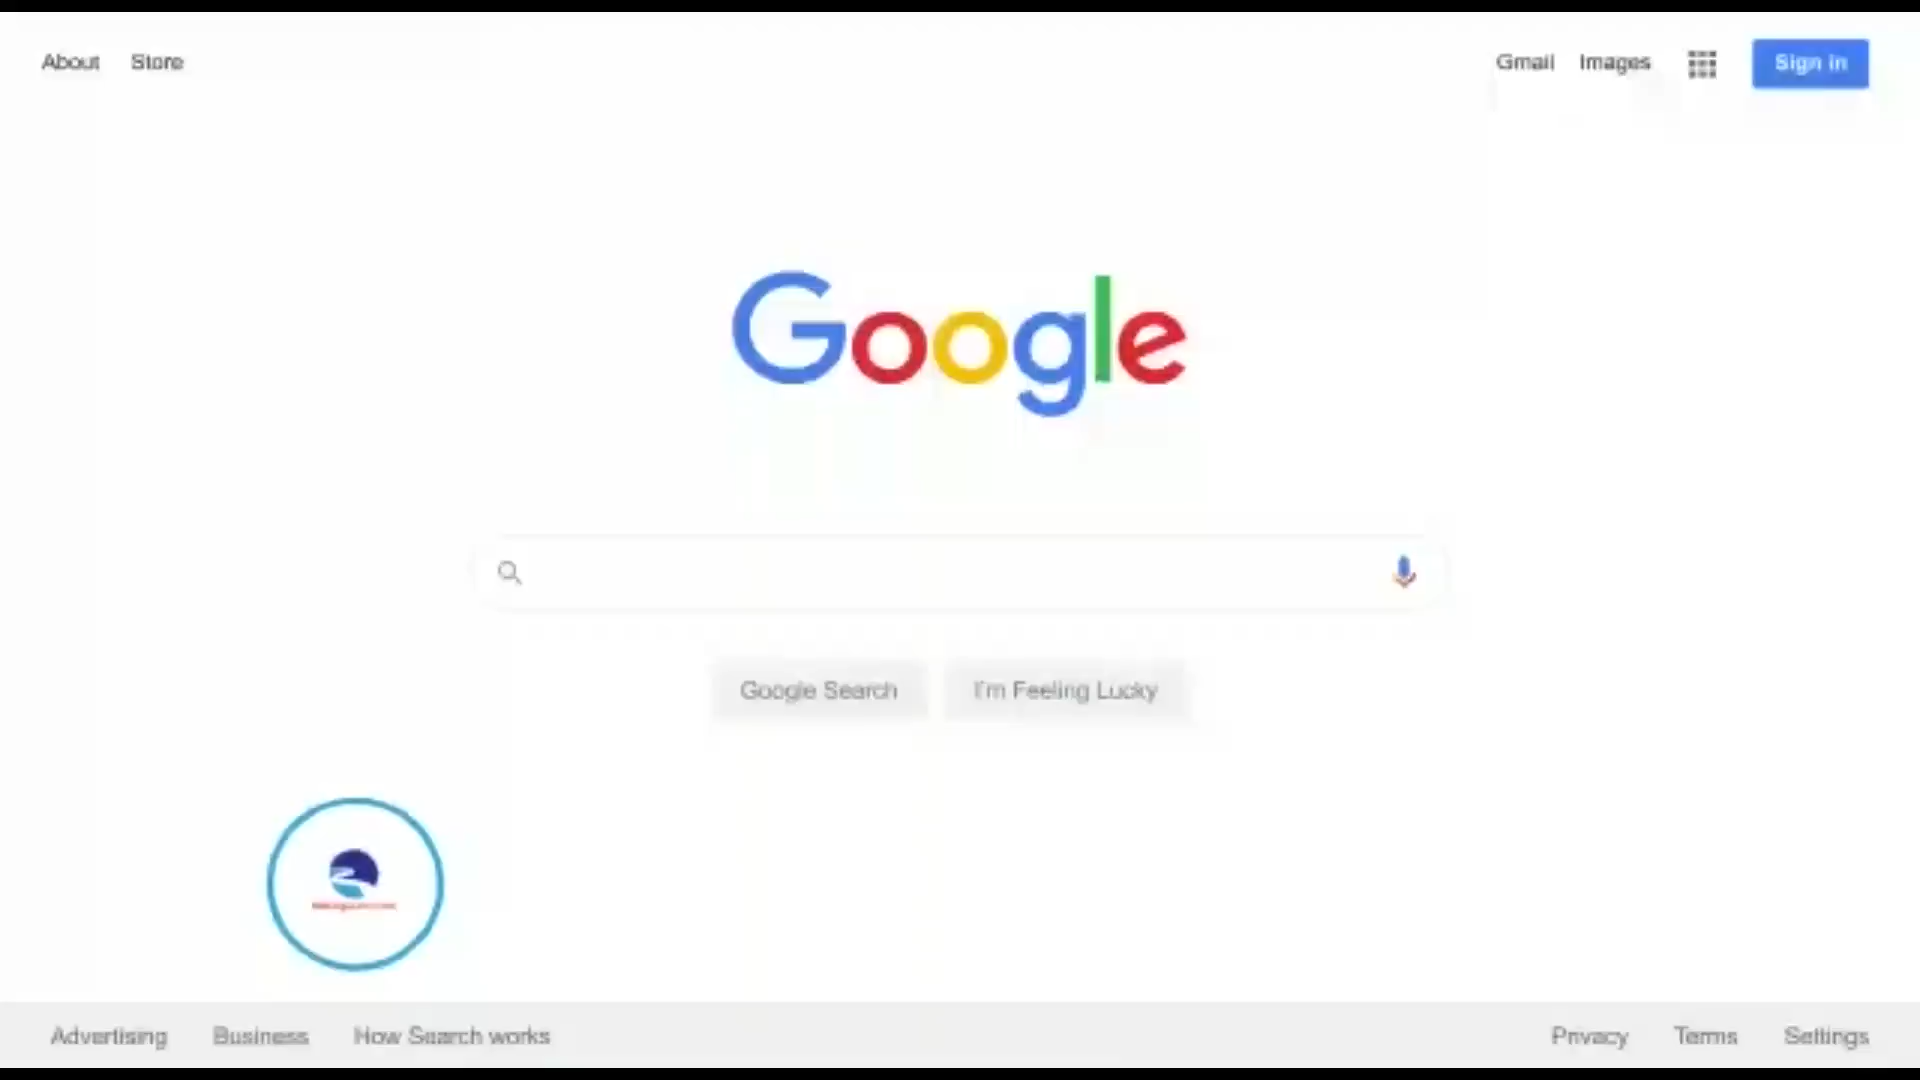 About Store
Gmail Images Sign in
Google
Google Search I'm Feeling Lucky
Advertising Business How Search works
Privacy Terms Settings